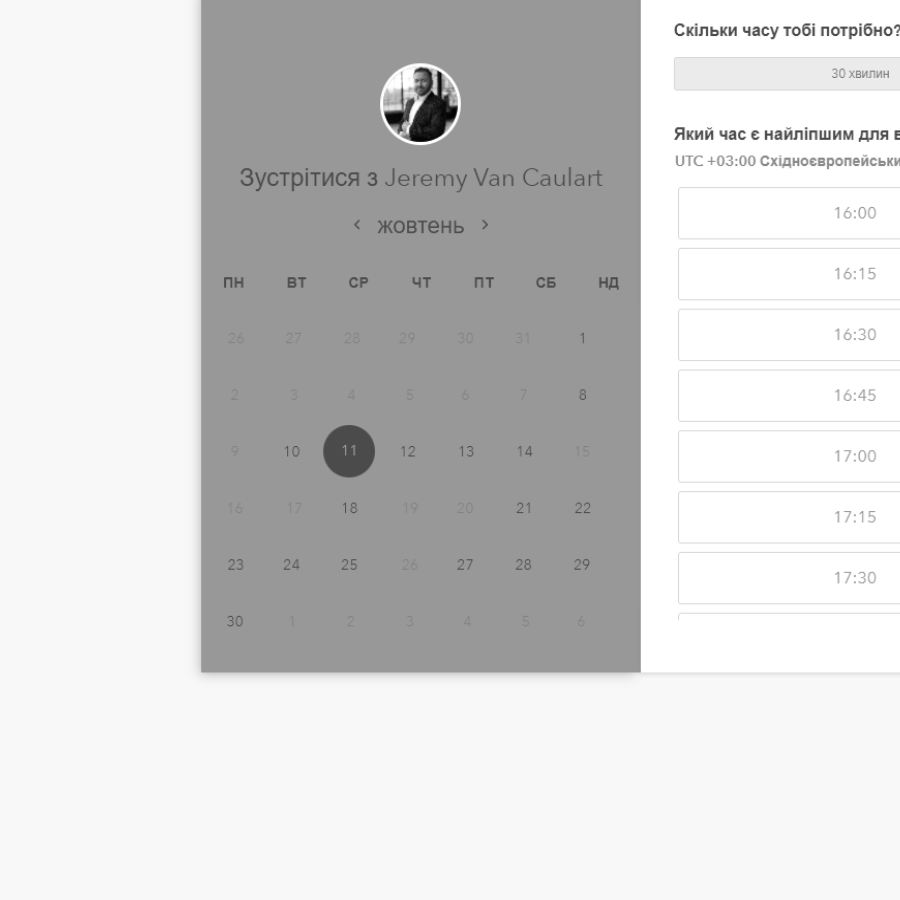 Зустрітися з Jeremy Van Caulart
‹ жовтень ›
ПН ВТ СР ЧТ ПТ СБ НД
26 27 28 29 30 31 1
2 3 4 5 6 7 8
9 10 11 12 13 14 15
16 17 18 19 20 21 22
23 24 25 26 27 28 29
30 1 2 3 4 5 6
Скільки часу тобі потрібно?
30 хвилин
Який час є найліпшим для
UTC +03:00
16:00
16:15
16:30
16:45
17:00
17:15
17:30